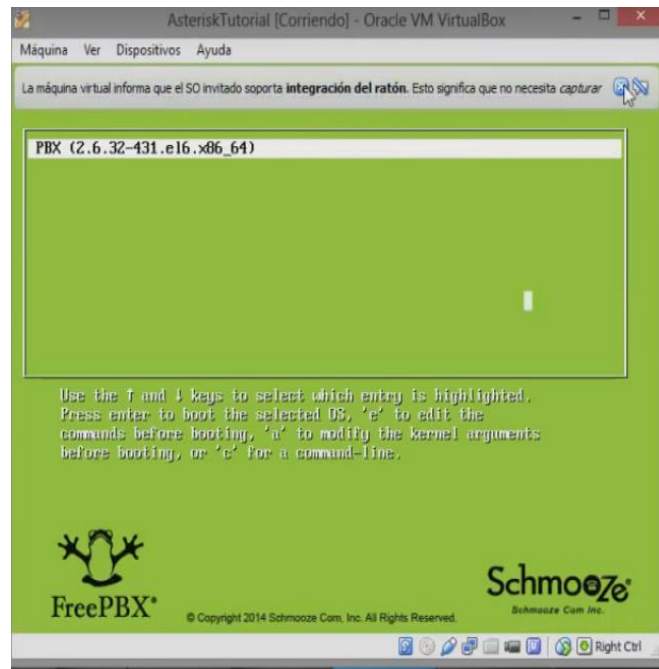 AsteriskTutorial [Corriendo] - Oracle VM VirtualBox
Máquina Ver Dispositivos Ayuda
La máquina virtual informa que el SO invitado soporta integración del ratón. Esto significa que no necesita capturar
PBX (2.6.32-431.el6.x86_64)
Use the ↑ and ↓ keys to select which entry is highlighted.
Press enter to boot the selected OS, 'e' to edit the
commands before booting, 'a' to modify the kernel arguments
before booting, or 'c' for a command-line.
FreePBX®
© Copyright 2014 Schmooze Com, Inc. All Rights Reserved.
Schmooze®
Schmooze Com Inc.
Right Ctrl